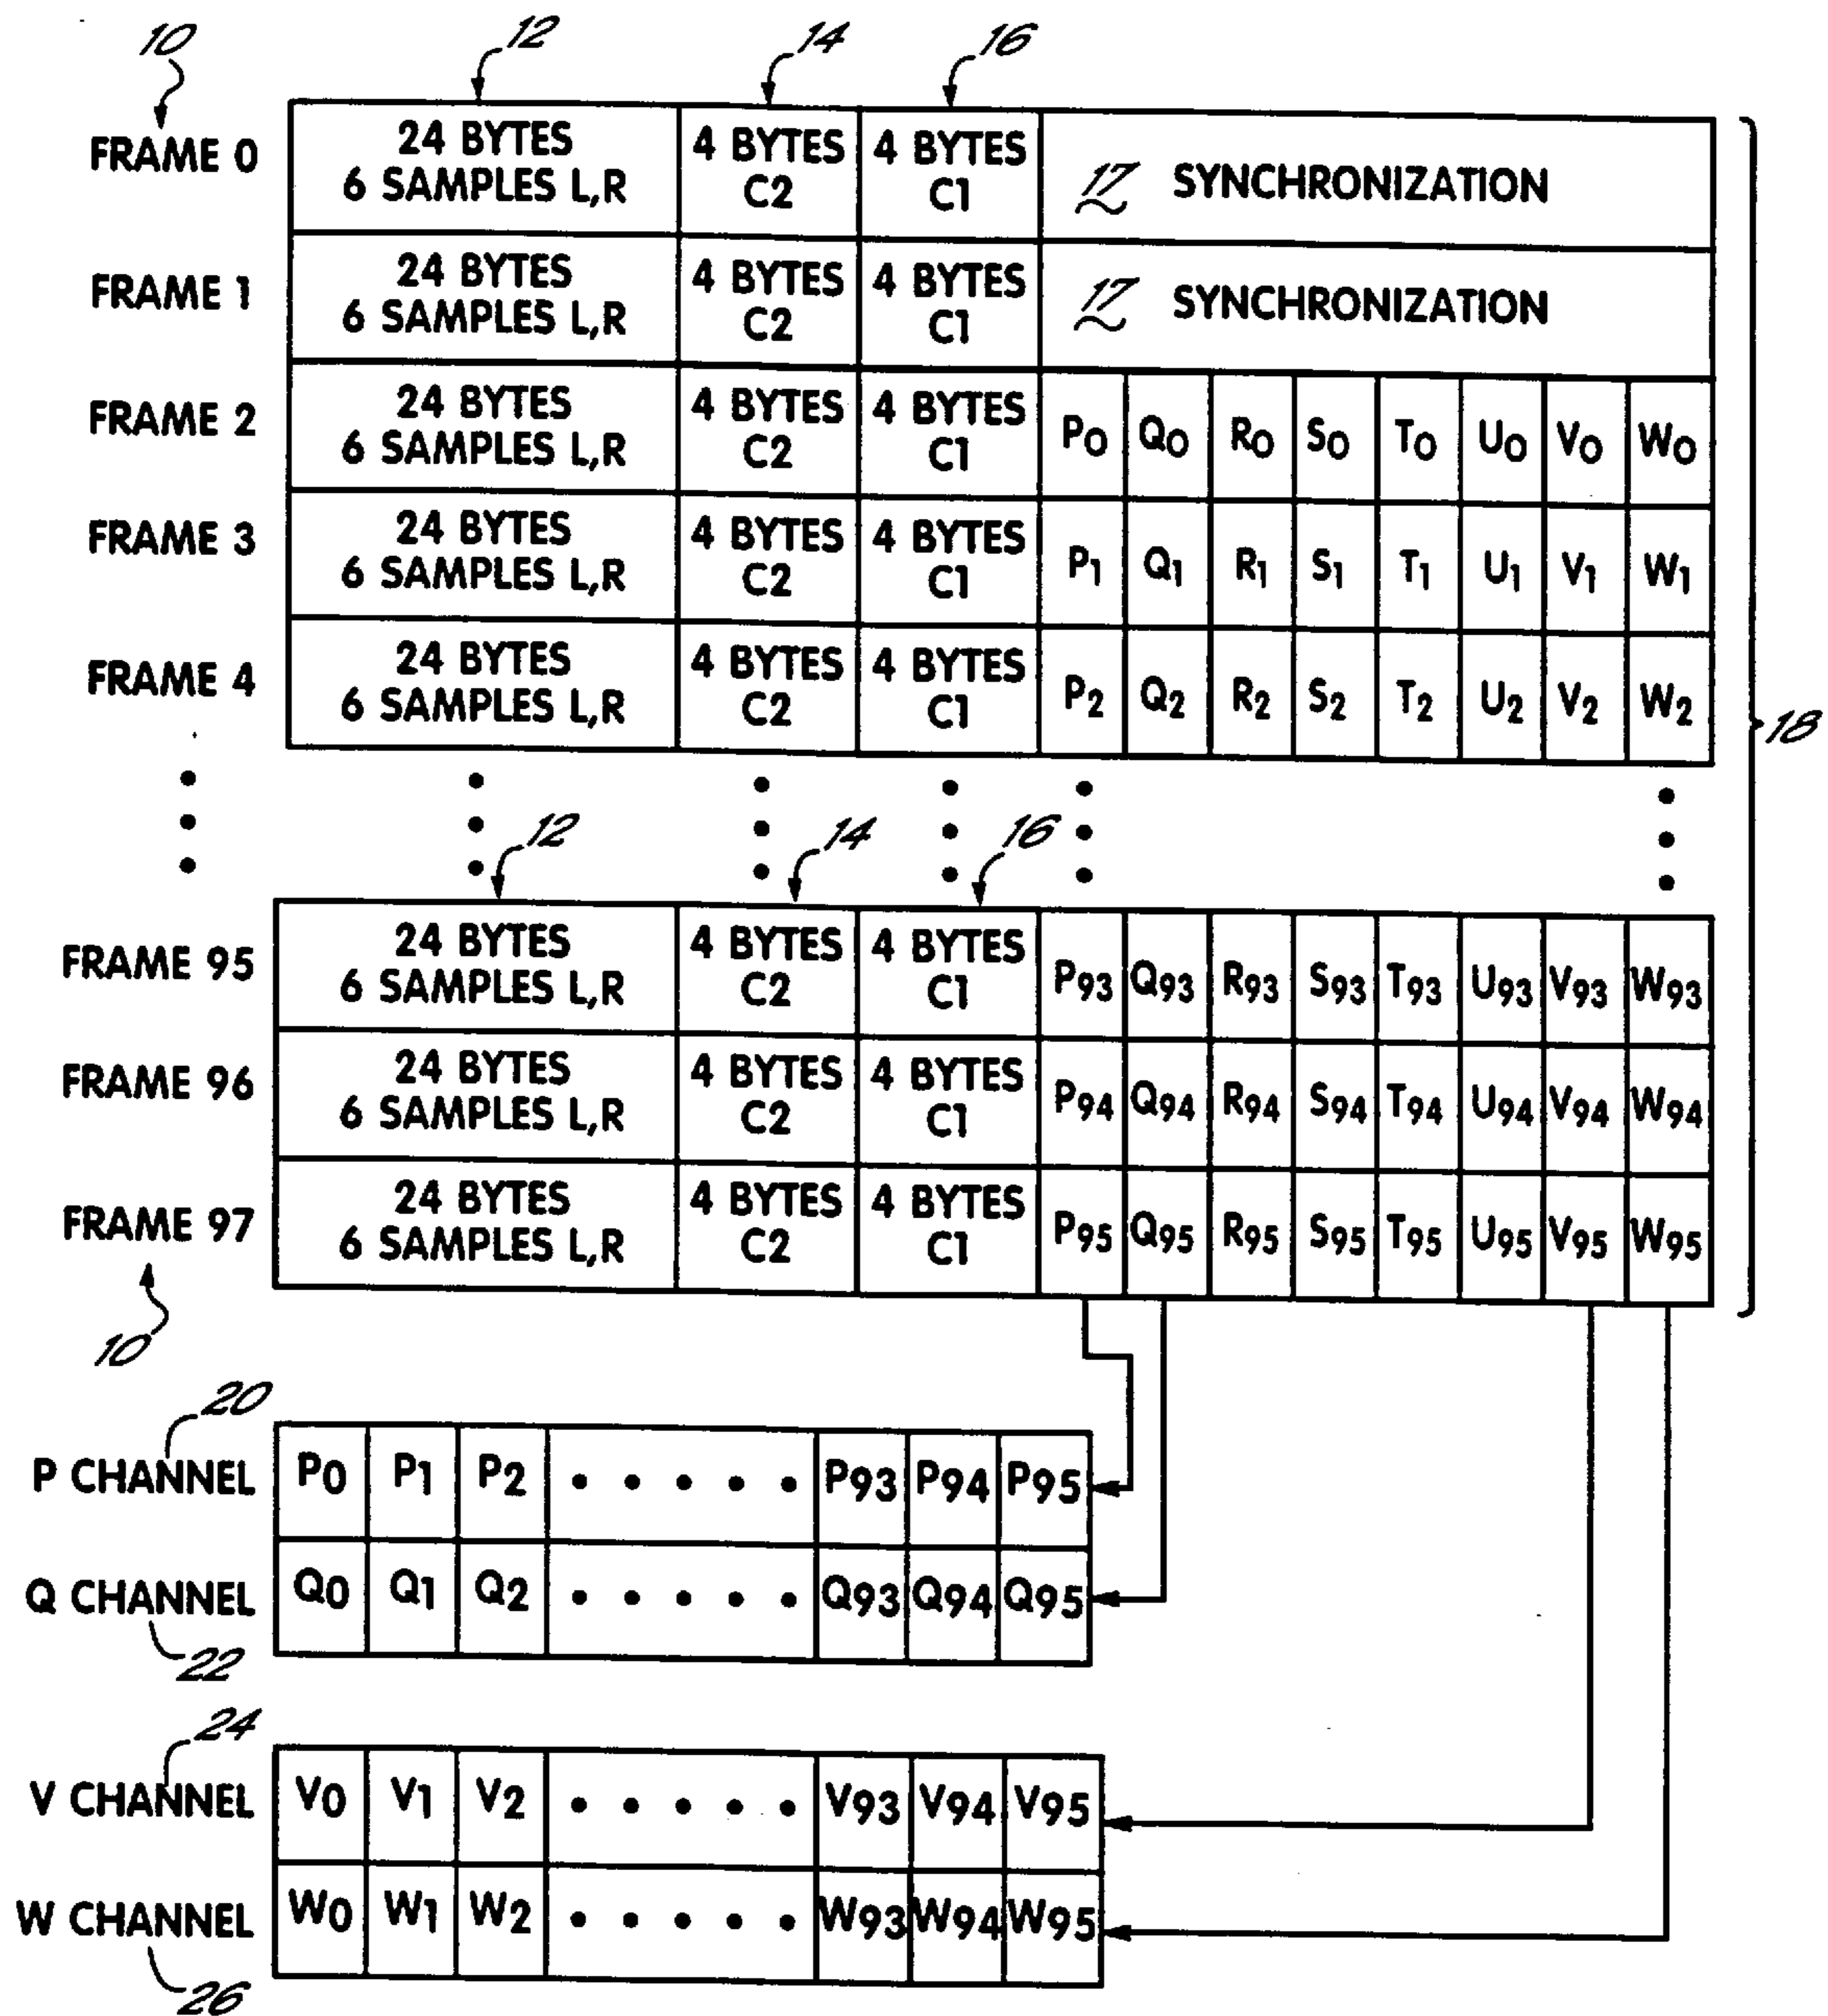 10 12 14 16
FRAME 0 24 BYTES 6 SAMPLES L,R 4 BYTES C2 4 BYTES C1 17 SYNCHRONIZATION
FRAME 1 24 BYTES 6 SAMPLES L,R 4 BYTES C2 4 BYTES C1 17 SYNCHRONIZATION
FRAME 2 24 BYTES 6 SAMPLES L,R 4 BYTES C2 4 BYTES C1 P0 Q0 R0 S0 T0 U0 V0 W0
FRAME 3 24 BYTES 6 SAMPLES L,R 4 BYTES C2 4 BYTES C1 P1 Q1 R1 S1 T1 U1 V1 W1
FRAME 4 24 BYTES 6 SAMPLES L,R 4 BYTES C2 4 BYTES C1 P2 Q2 R2 S2 T2 U2 V2 W2
18
12 14 16
FRAME 95 24 BYTES 6 SAMPLES L,R 4 BYTES C2 4 BYTES C1 P93 Q93 R93 S93 T93 U93 V93 W93
FRAME 96 24 BYTES 6 SAMPLES L,R 4 BYTES C2 4 BYTES C1 P94 Q94 R94 S94 T94 U94 V94 W94
FRAME 97 24 BYTES 6 SAMPLES L,R 4 BYTES C2 4 BYTES C1 P95 Q95 R95 S95 T95 U95 V95 W95
10
20
P CHANNEL P0 P1 P2 • • • • • P93 P94 P95
Q CHANNEL Q0 Q1 Q2 • • • • • Q93 Q94 Q95
22
24
V CHANNEL V0 V1 V2 • • • • • V93 V94 V95
W CHANNEL W0 W1 W2 • • • • • W93 W94 W95
26